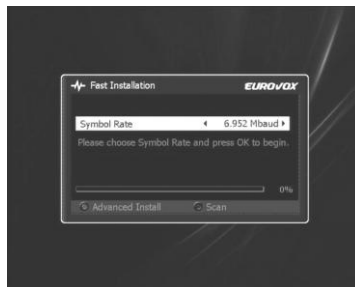 Fast Installation
EUROVOX
Symbol Rate 6.952 Mbaud
Please choose Symbol Rate and press OK to begin.
0%
Advanced Install Scan